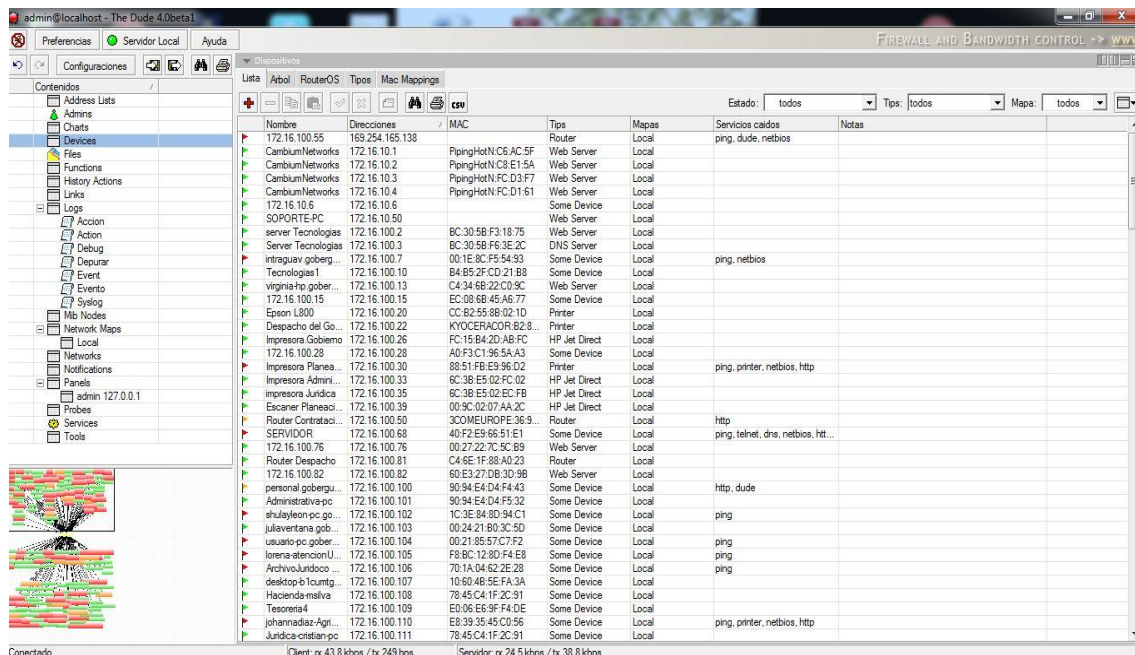 admin@localhost - The Dude 4.0beta1
Preferencias Servidor Local Ayuda
FIREWALL AND BANDWIDTH CONTROL -> WWW
Configuraciones
Dispositivos
Contenidos
Address Lists
Admins
Charts
Devices
Files
Functions
History Actions
Links
Logs
Accion
Action
Debug
Depurar
Event
Evento
Syslog
Mib Nodes
Network Maps
Local
Networks
Notifications
Panels
admin 127.0.0.1
Probes
Services
Tools
Lista Arbol RouterOS Tipos Mac Mappings
csv Estado: todos Tips: todos Mapa: todos
Nombre Direcciones MAC Tips Mapas Servicios caidos Notas
172.16.100.55 169.254.165.138 Router Local ping, dude, netbios
CambiumNetworks 172.16.10.1 PipingHotN:C6:AC:5F Web Server Local
CambiumNetworks 172.16.10.2 PipingHotN:C8:E1:5A Web Server Local
CambiumNetworks 172.16.10.3 PipingHotN:FC:D3:F7 Web Server Local
CambiumNetworks 172.16.10.4 PipingHotN:FC:D1:61 Web Server Local
172.16.10.6 172.16.10.6 Some Device Local
SOPORTE-PC 172.16.10.50 Web Server Local
server Tecnologias 172.16.100.2 BC:30:5B:F3:18:75 Web Server Local
Server Tecnologias 172.16.100.3 BC:30:5B:F6:3E:2C DNS Server Local
intraguav.goberg... 172.16.100.7 00:1E:8C:F5:54:93 Some Device Local ping, netbios
Tecnologias1 172.16.100.10 B4:B5:2F:CD:21:B8 Some Device Local
virginia-hp.gober... 172.16.100.13 C4:34:6B:22:C0:9C Web Server Local
172.16.100.15 172.16.100.15 EC:08:6B:45:A6:77 Some Device Local
Epson L800 172.16.100.20 CC:B2:55:8B:02:1D Printer Local
Despacho del Go... 172.16.100.22 KYOCERACOR:B2:8... Printer Local
Impresora.Gobierno 172.16.100.26 FC:15:B4:2D:AB:FC HP Jet Direct Local
172.16.100.28 172.16.100.28 A0:F3:C1:96:5A:A3 Some Device Local
Impresora Planea... 172.16.100.30 88:51:FB:E9:96:D2 Printer Local ping, printer, netbios, http
Impresora Admini... 172.16.100.33 6C:3B:E5:02:FC:02 HP Jet Direct Local
impresora Juridica 172.16.100.35 6C:3B:E5:02:EC:FB HP Jet Direct Local
Escaner Planeaci... 172.16.100.39 00:9C:02:07:AA:2C HP Jet Direct Local
Router Contrataci... 172.16.100.50 3COMEUROPE:36:9... Router Local http
SERVIDOR 172.16.100.68 40:F2:E9:66:51:E1 Some Device Local ping, telnet, dns, netbios, htt...
172.16.100.76 172.16.100.76 00:27:22:7C:5C:B9 Web Server Local
Router Despacho 172.16.100.81 C4:6E:1F:88:A0:23 Router Local
172.16.100.82 172.16.100.82 60:E3:27:DB:3D:9B Web Server Local
personal.gobergu... 172.16.100.100 90:94:E4:D4:F4:43 Some Device Local http, dude
Administrativa-pc 172.16.100.101 90:94:E4:D4:F5:32 Some Device Local
shulayleon-pc.go... 172.16.100.102 1C:3E:84:8D:94:C1 Some Device Local ping
juliaventana.gob... 172.16.100.103 00:24:21:B0:3C:5D Some Device Local
usuario-pc.gober... 172.16.100.104 00:21:85:57:C7:F2 Some Device Local ping
lorena-atencionU... 172.16.100.105 F8:BC:12:8D:F4:E8 Some Device Local ping
ArchivoJuridoco ... 172.16.100.106 70:1A:04:62:2E:28 Some Device Local ping
desktop-b1cumtg... 172.16.100.107 10:60:4B:5E:FA:3A Some Device Local
Hacienda-msilva 172.16.100.108 78:45:C4:1F:2C:91 Some Device Local
Tesoreria4 172.16.100.109 E0:06:E6:9F:F4:DE Some Device Local
johannadiaz-Agri... 172.16.100.110 E8:39:35:45:C0:56 Some Device Local ping, printer, netbios, http
Juridica-cristian-pc 172.16.100.111 78:45:C4:1F:2C:91 Some Device Local
Conectado Client: rx 43.8 kbps / tx 249 bps Servidor: rx 24.5 kbps / tx 38.8 kbps